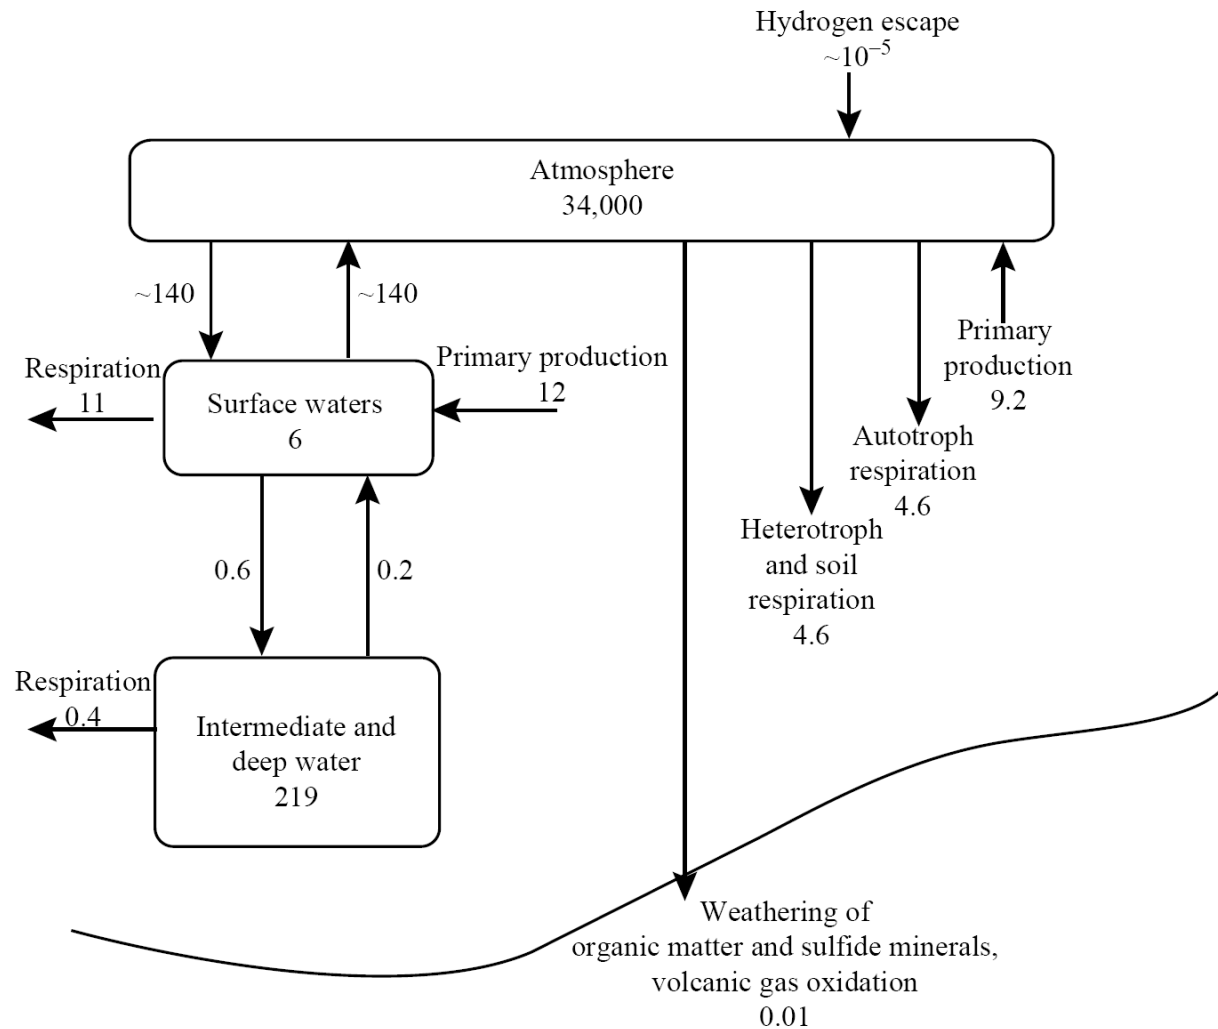 Hydrogen escape
~10⁻⁵
Atmosphere
34,000
~140
~140
Respiration
11
Surface waters
6
Primary production
12
Primary
production
9.2
Autotroph
respiration
4.6
Heterotroph
and soil
respiration
4.6
0.6
0.2
Respiration
0.4
Intermediate and
deep water
219
Weathering of
organic matter and sulfide minerals,
volcanic gas oxidation
0.01